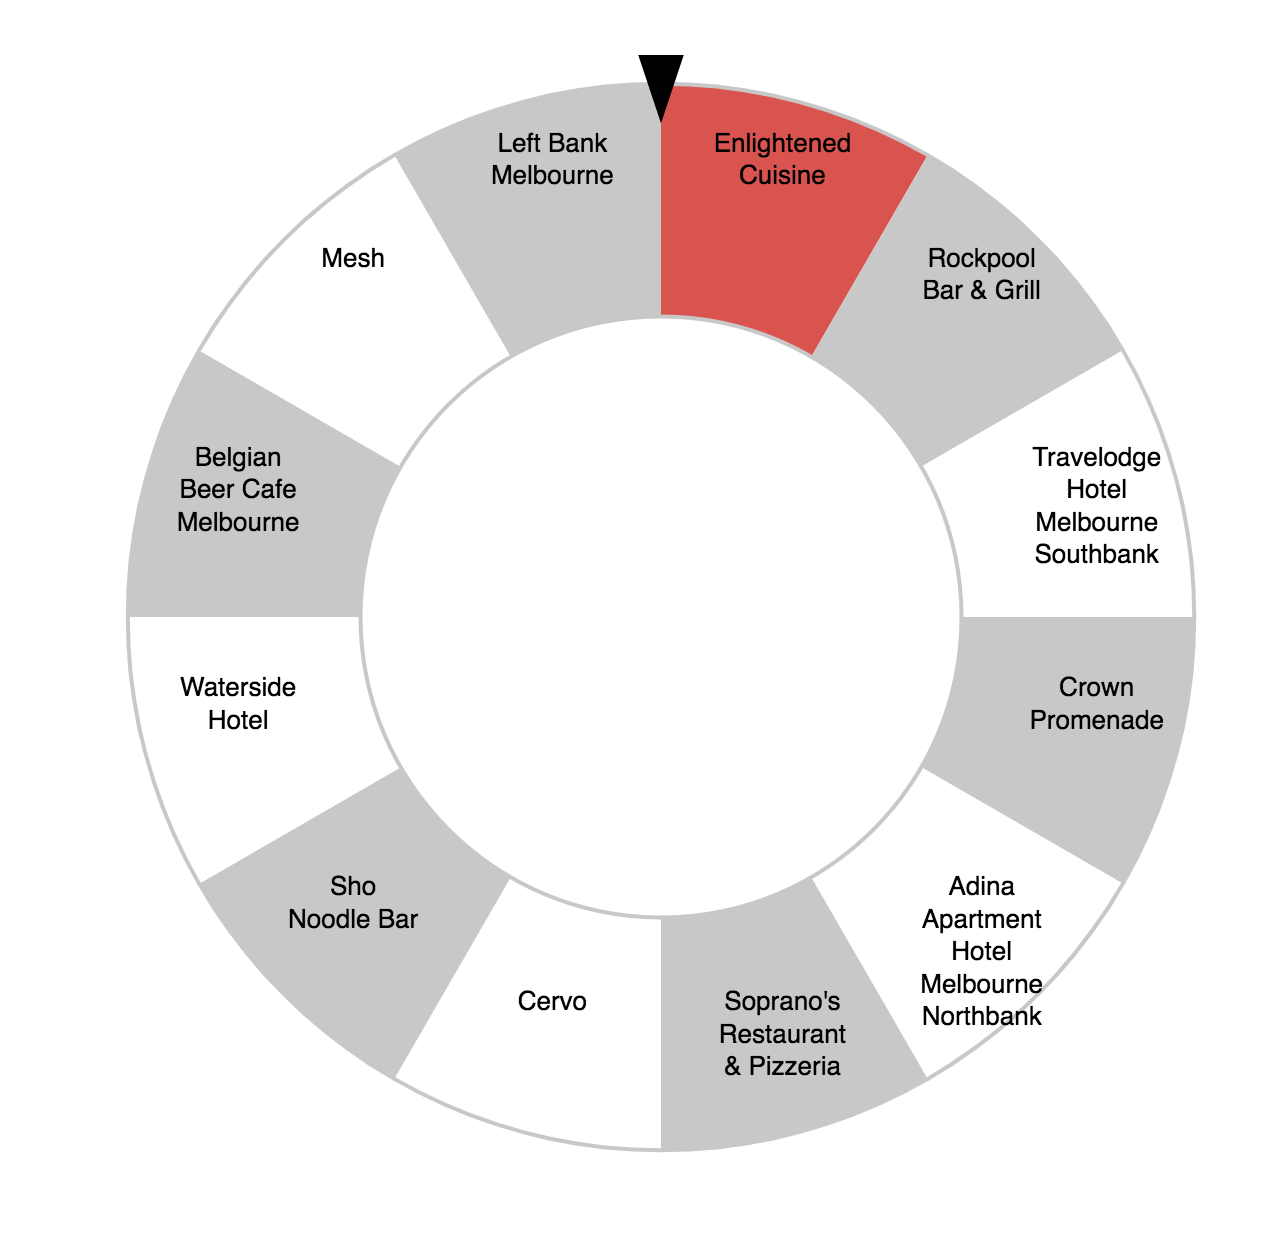 Left Bank
Melbourne
Enlightened
Cuisine
Rockpool
Bar & Grill
Travelodge
Hotel
Melbourne
Southbank
Crown
Promenade
Adina
Apartment
Hotel
Melbourne
Northbank
Soprano's
Restaurant
& Pizzeria
Cervo
Sho
Noodle Bar
Waterside
Hotel
Belgian
Beer Cafe
Melbourne
Mesh